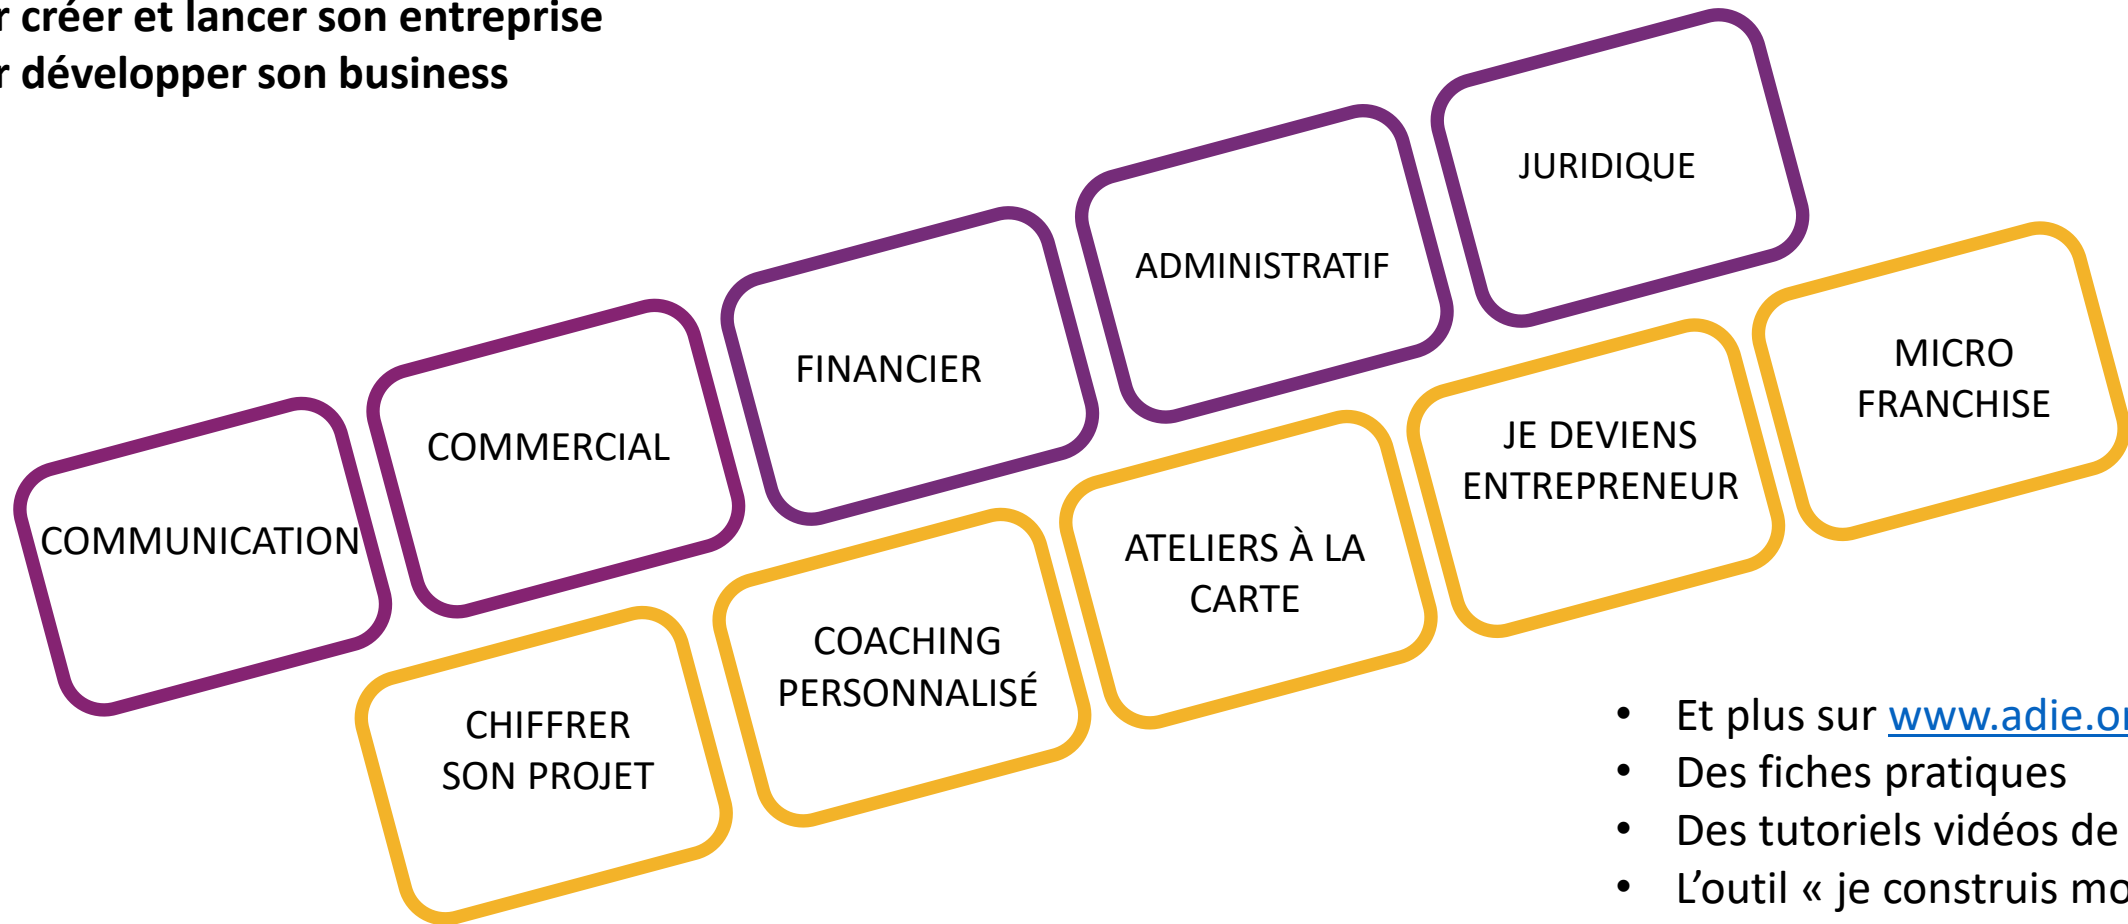 r créer et lancer son entreprise
r développer son business
JURIDIQUE
ADMINISTRATIF
FINANCIER
COMMERCIAL
COMMUNICATION
MICRO
FRANCHISE
JE DEVIENS
ENTREPRENEUR
ATELIERS À LA
CARTE
COACHING
PERSONNALISÉ
CHIFFRER
SON PROJET
• Et plus sur www.adie.or
• Des fiches pratiques
• Des tutoriels vidéos de
• L’outil « je construis mo